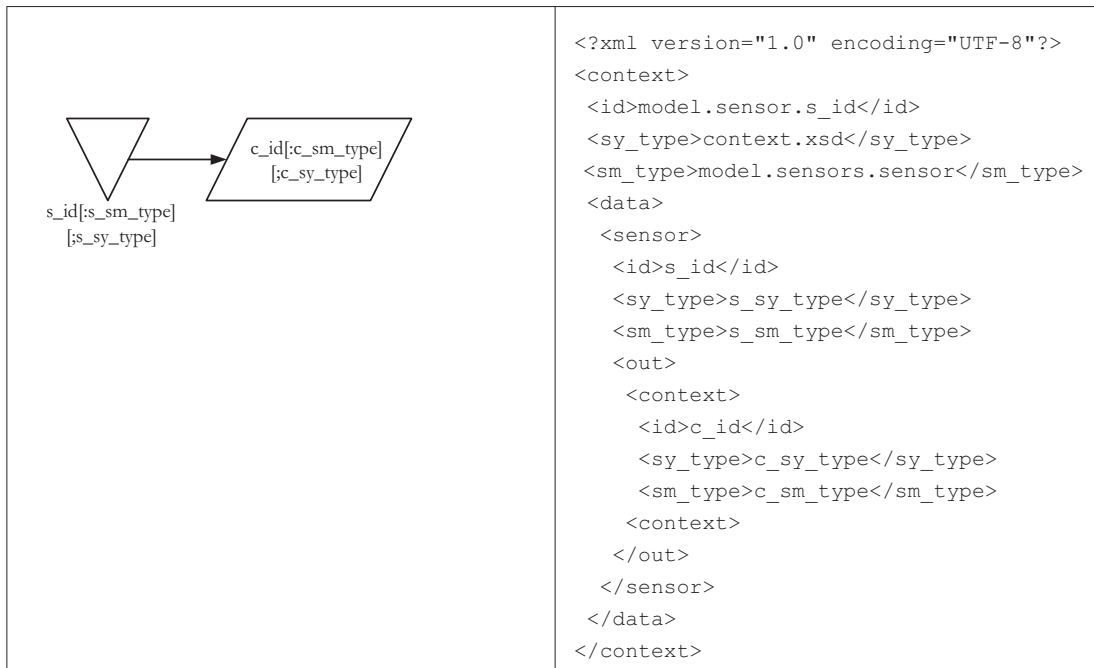 c_id[:c_sm_type]
[;c_sy_type]
s_id[:s_sm_type]
[;s_sy_type]
<?xml version="1.0" encoding="UTF-8"?>
<context>
<id>model.sensor.s_id</id>
<sy_type>context.xsd</sy_type>
<sm_type>model.sensors.sensor</sm_type>
<data>
<sensor>
<id>s_id</id>
<sy_type>s_sy_type</sy_type>
<sm_type>s_sm_type</sm_type>
<out>
<context>
<id>c_id</id>
<sy_type>c_sy_type</sy_type>
<sm_type>c_sm_type</sm_type>
<context>
</out>
</sensor>
</data>
</context>